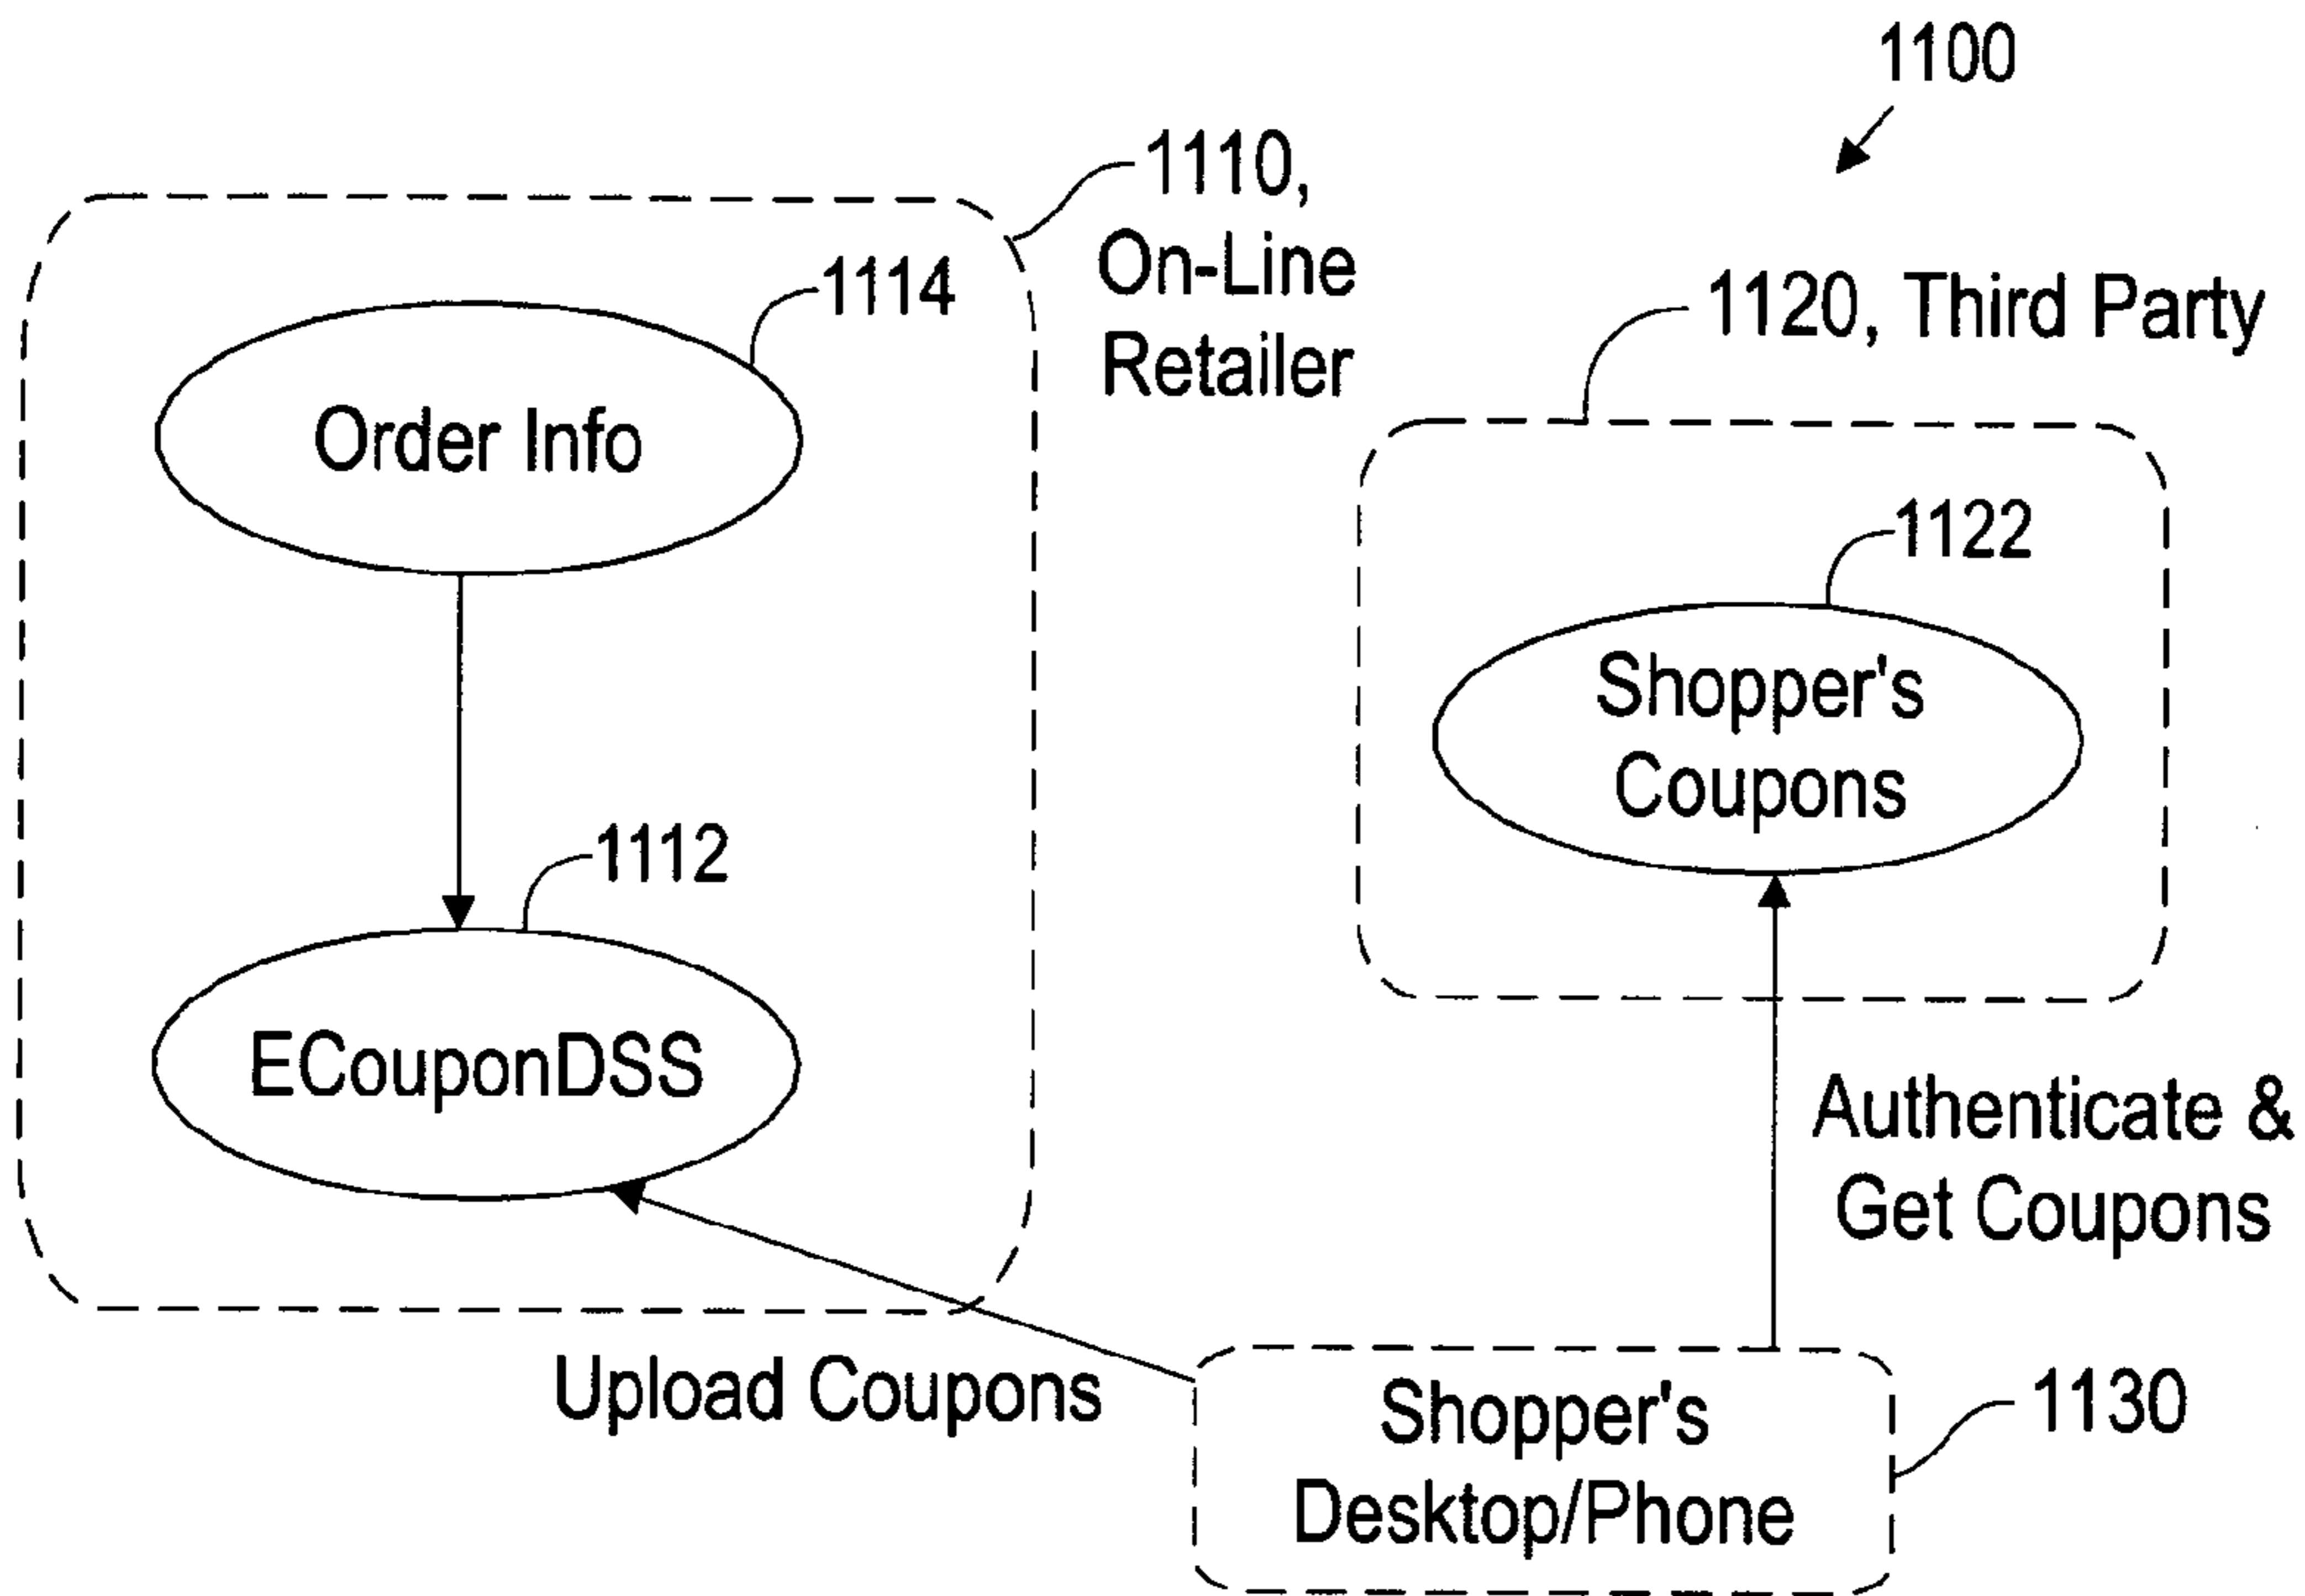 1100
1110,
On-Line
Retailer
1114
Order Info
1120, Third Party
1122
Shopper's
Coupons
1112
ECouponDSS
Authenticate &
Get Coupons
Upload Coupons
Shopper's
Desktop/Phone
1130